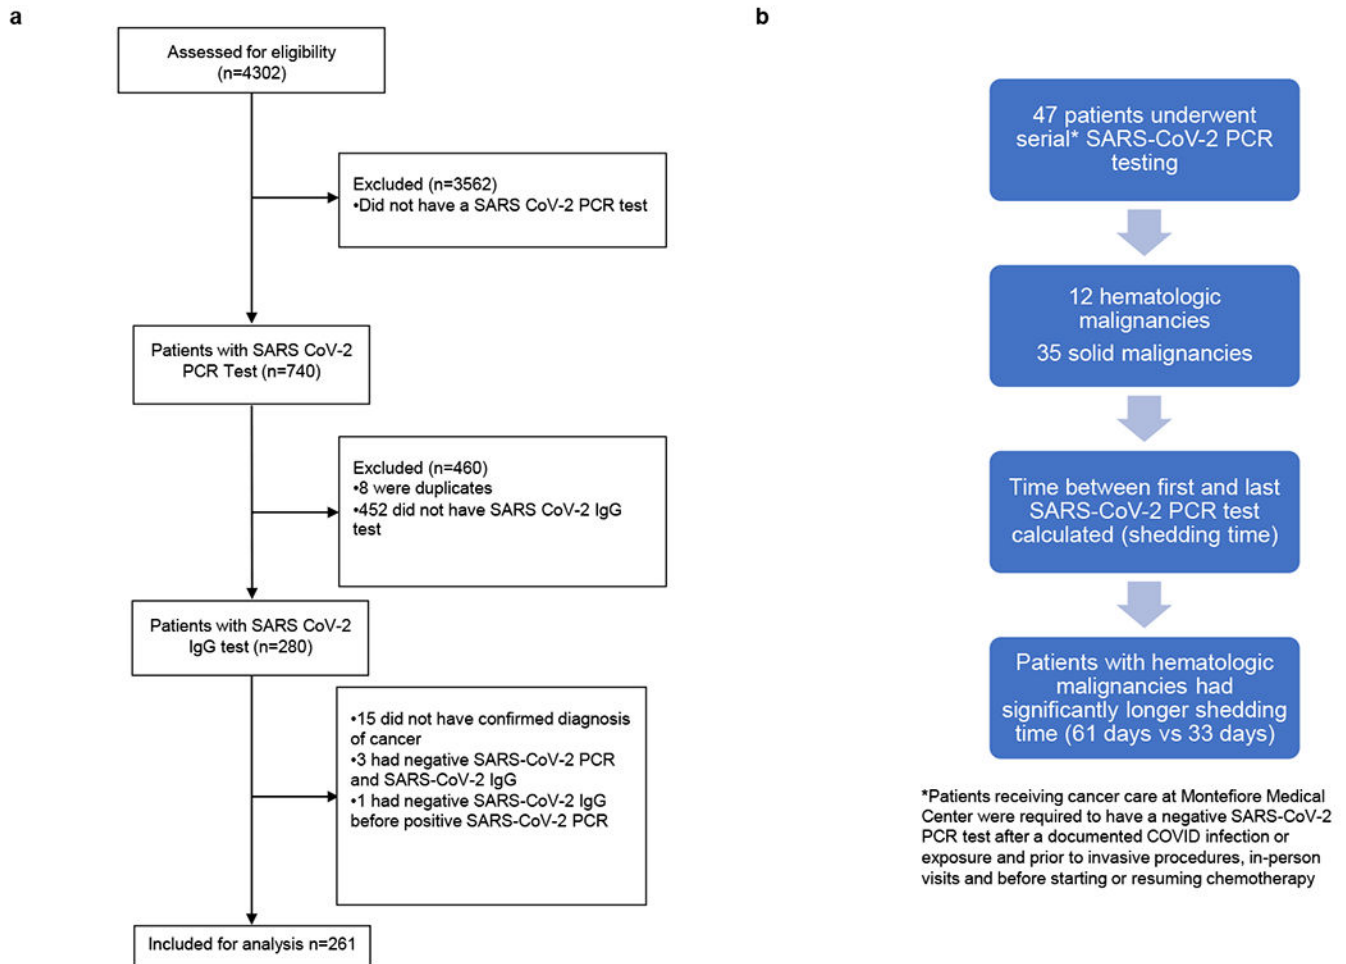 a
Assessed for eligibility
(n=4302)
Excluded (n=3562)
•Did not have a SARS CoV-2 PCR test
Patients with SARS CoV-2
PCR Test (n=740)
Excluded (n=460)
•8 were duplicates
•452 did not have SARS CoV-2 IgG
test
Patients with SARS CoV-2
IgG test (n=280)
•15 did not have confirmed diagnosis
of cancer
•3 had negative SARS-CoV-2 PCR
and SARS-CoV-2 IgG
•1 had negative SARS-CoV-2 IgG
before positive SARS-CoV-2 PCR
Included for analysis n=261
b
47 patients underwent
serial* SARS-CoV-2 PCR
testing
12 hematologic
malignancies
35 solid malignancies
Time between first and last
SARS-CoV-2 PCR test
calculated (shedding time)
Patients with hematologic
malignancies had
significantly longer shedding
time (61 days vs 33 days)
*Patients receiving cancer care at Montefiore Medical
Center were required to have a negative SARS-CoV-2
PCR test after a documented COVID infection or
exposure and prior to invasive procedures, in-person
visits and before starting or resuming chemotherapy